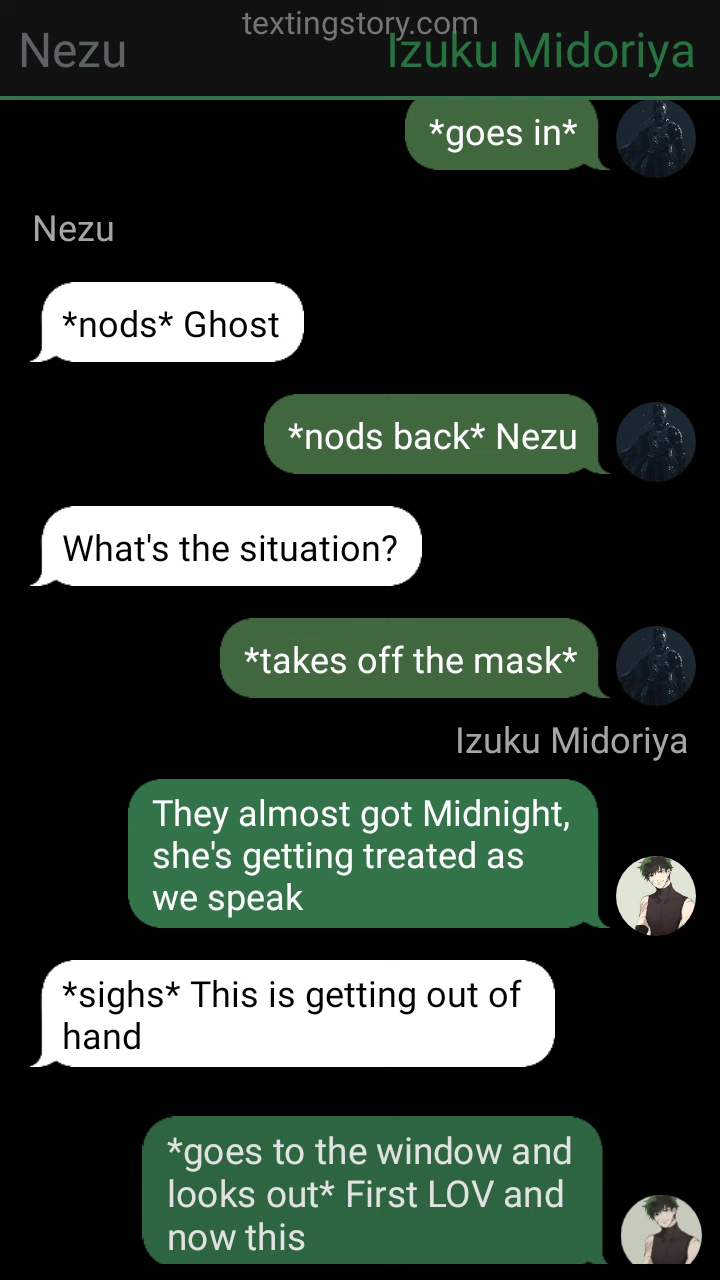 textingstory.com
Nezu
Izuku Midoriya
*goes in*
Nezu
*nods* Ghost
*nods back* Nezu
What's the situation?
*takes off the mask*
Izuku Midoriya
They almost got Midnight,
she's getting treated as
we speak
*sighs* This is getting out of
hand
*goes to the window and
looks out* First LOV and
now this